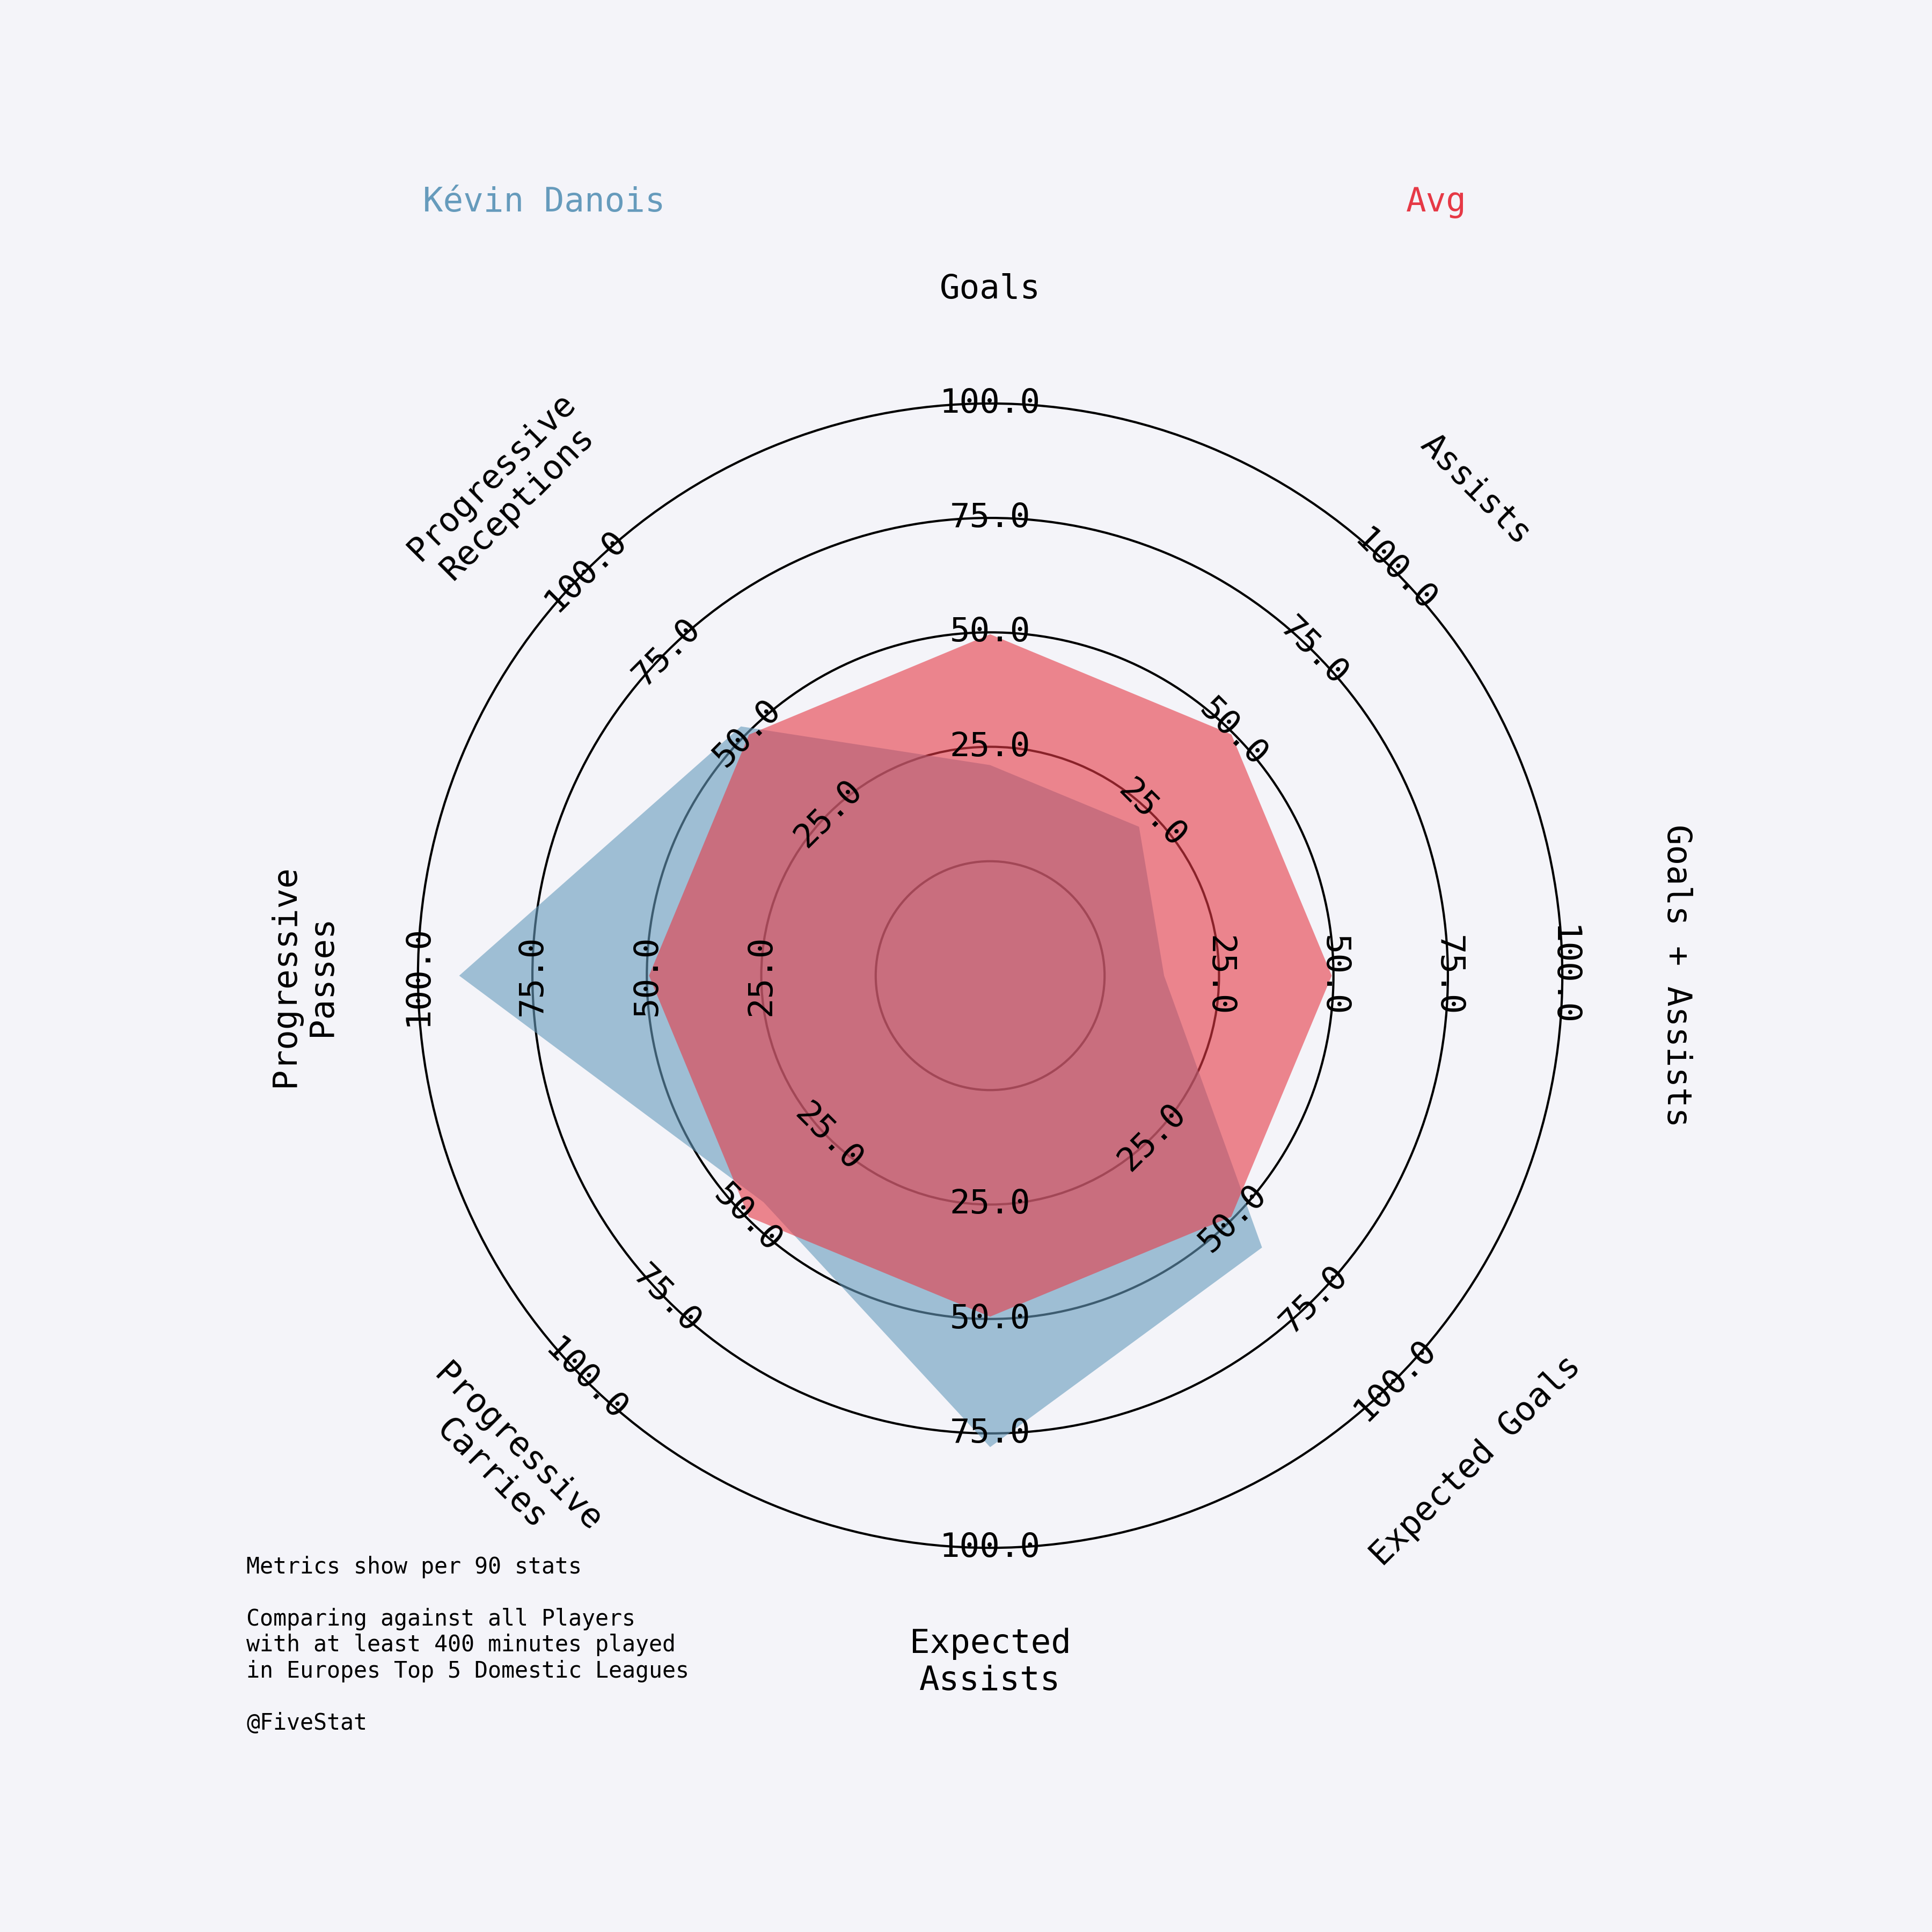 Kévin Danois
Avg
Goals
Assists
Goals + Assists
Expected Goals
Expected
Assists
Progressive
Carries
Progressive
Passes
Progressive
Receptions
25.0
50.0
75.0
100.0
25.0
50.0
75.0
100.0
25.0
50.0
75.0
100.0
25.0
50.0
75.0
100.0
25.0
50.0
75.0
100.0
25.0
50.0
75.0
100.0
25.0
50.0
75.0
100.0
25.0
50.0
75.0
100.0
Metrics show per 90 stats
Comparing against all Players
with at least 400 minutes played
in Europes Top 5 Domestic Leagues
@FiveStat